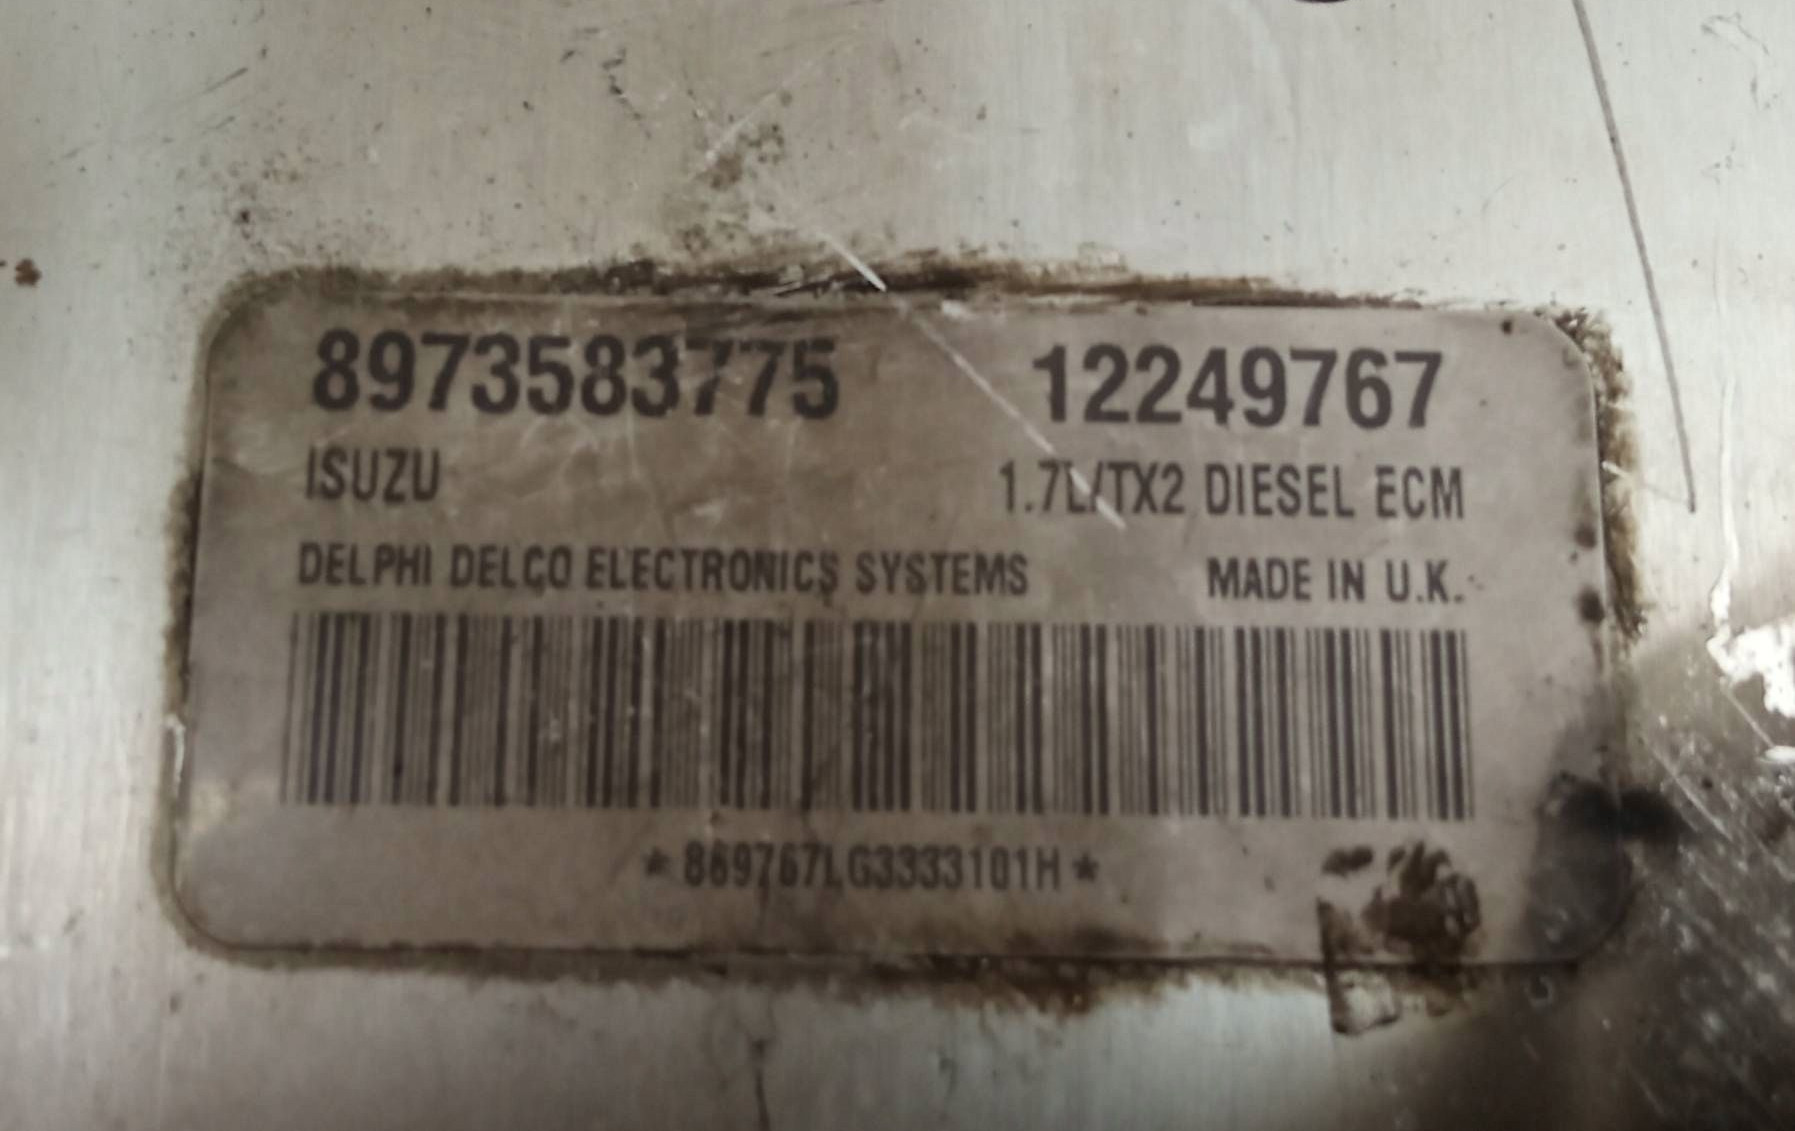 8973583775 12249767
ISUZU 1.7L/TX2 DIESEL ECM
DELPHI DELCO ELECTRONICS SYSTEMS MADE IN U.K.
* 869767LG3333101H *